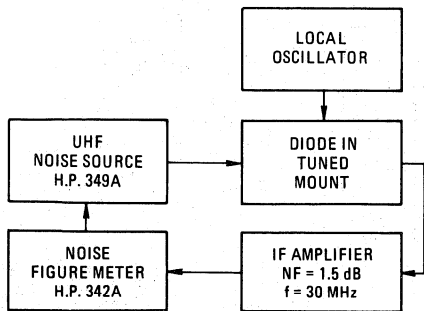 LOCAL
OSCILLATOR
UHF
NOISE SOURCE
H.P. 349A
DIODE IN
TUNED
MOUNT
NOISE
FIGURE METER
H.P. 342A
IF AMPLIFIER
NF = 1.5 dB
f = 30 MHz